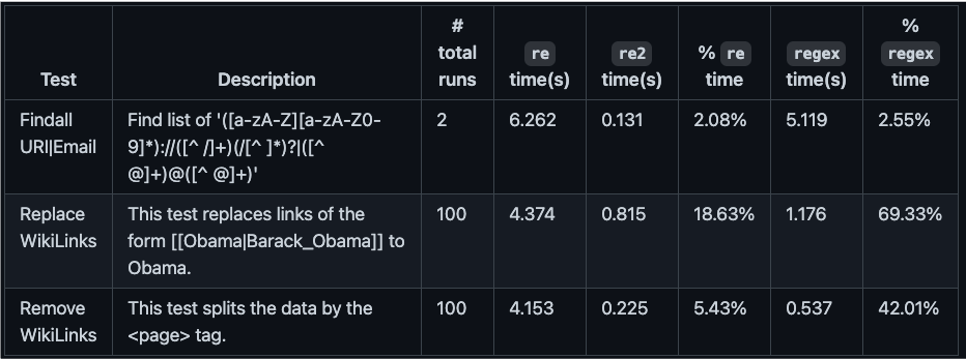 Test Description # total runs re time(s) re2 time(s) % re time regex time(s) % regex time
Findall URI|Email
Find list of '([a-zA-Z][a-zA-Z0-
9]*)://([^ /]+)(/[^ ]*)?|([^
@]+)@([^ @]+)'
2 6.262 0.131 2.08% 5.119 2.55%
Replace WikiLinks
This test replaces links of the
form [[Obama|Barack_Obama]] to
Obama.
100 4.374 0.815 18.63% 1.176 69.33%
Remove WikiLinks
This test splits the data by the
<page> tag.
100 4.153 0.225 5.43% 0.537 42.01%